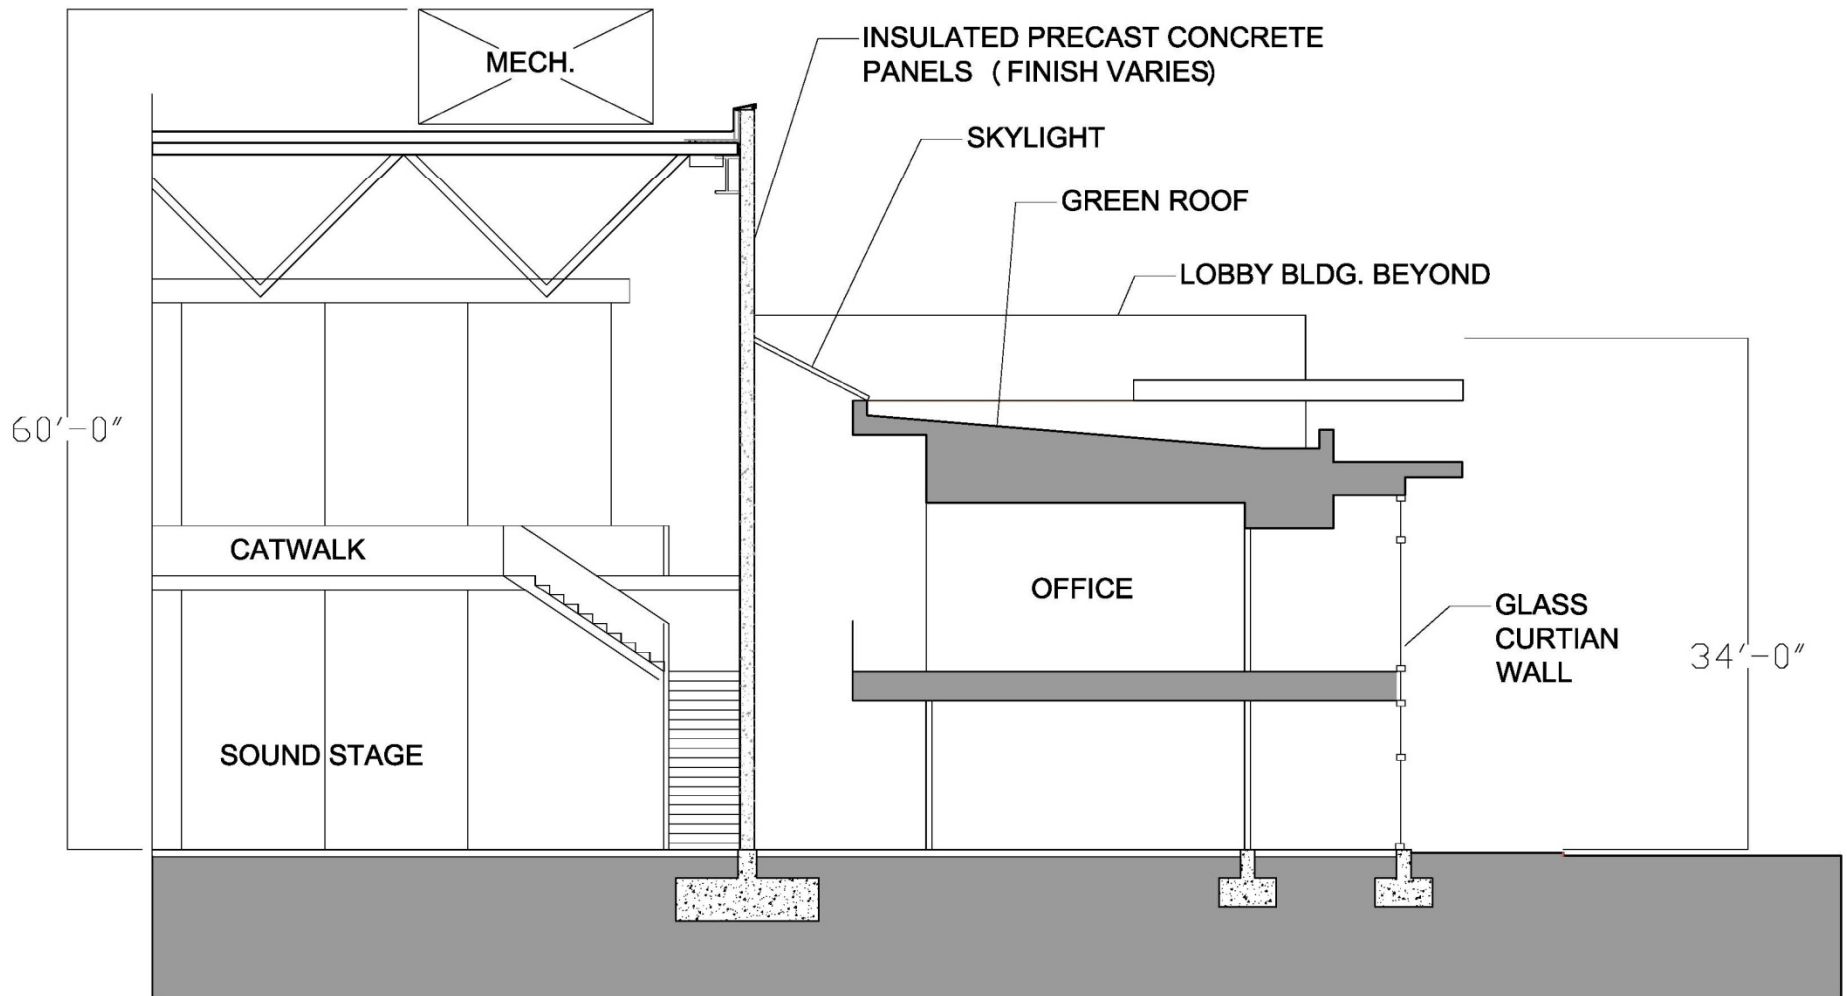 MECH.
INSULATED PRECAST CONCRETE
PANELS ( FINISH VARIES)
SKYLIGHT
GREEN ROOF
LOBBY BLDG. BEYOND
60'-0"
CATWALK
OFFICE
GLASS
CURTIAN
WALL
34'-0"
SOUND STAGE